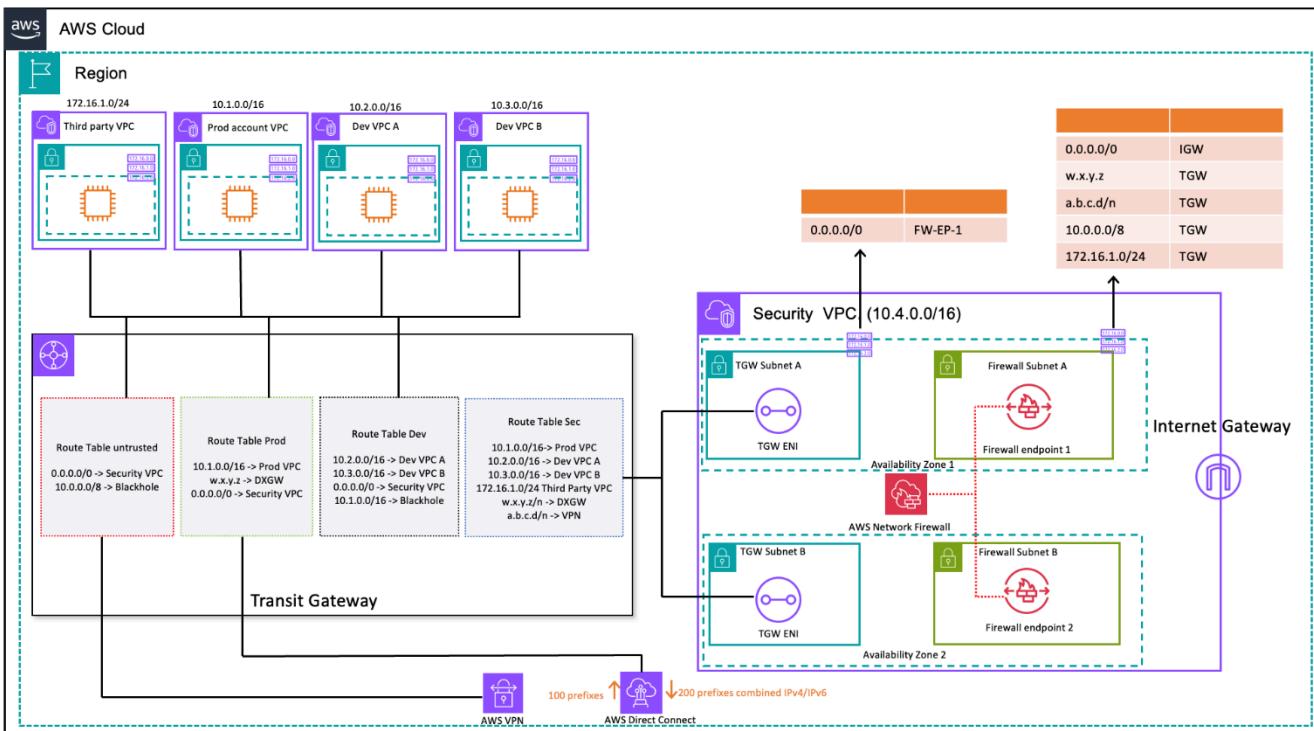 aws
AWS Cloud
Region
172.16.1.0/24
10.1.0.0/16
10.2.0.0/16
10.3.0.0/16
Third party VPC
Prod account VPC
Dev VPC A
Dev VPC B
0.0.0.0/0 IGW
w.x.y.z TGW
a.b.c.d/n TGW
10.0.0.0/8 TGW
172.16.1.0/24 TGW
0.0.0.0/0 FW-EP-1
Security VPC. (10.4.0.0/16)
TGW Subnet A
TGW ENI
Firewall Subnet A
Firewall endpoint 1
Availability Zone 1
Internet Gateway
AWS Network Firewall
TGW Subnet B
TGW ENI
Firewall Subnet B
Firewall endpoint 2
Availability Zone 2
Route Table untrusted
0.0.0.0/0 -> Security VPC
10.0.0.0/8 -> Blackhole
Route Table Prod
10.1.0.0/16 -> Prod VPC
w.x.y.z -> DXGW
0.0.0.0/0 -> Security VPC
Route Table Dev
10.2.0.0/16 -> Dev VPC A
10.3.0.0/16 -> Dev VPC B
0.0.0.0/0 -> Security VPC
10.1.0.0/16 -> Blackhole
Route Table Sec
10.1.0.0/16-> Prod VPC
10.2.0.0/16 -> Dev VPC A
10.3.0.0/16 -> Dev VPC B
172.16.1.0/24 Third Party VPC
w.x.y.z/n -> DXGW
a.b.c.d/n -> VPN
Transit Gateway
AWS VPN
100 prefixes
200 prefixes combined IPv4/IPv6
AWS Direct Connect